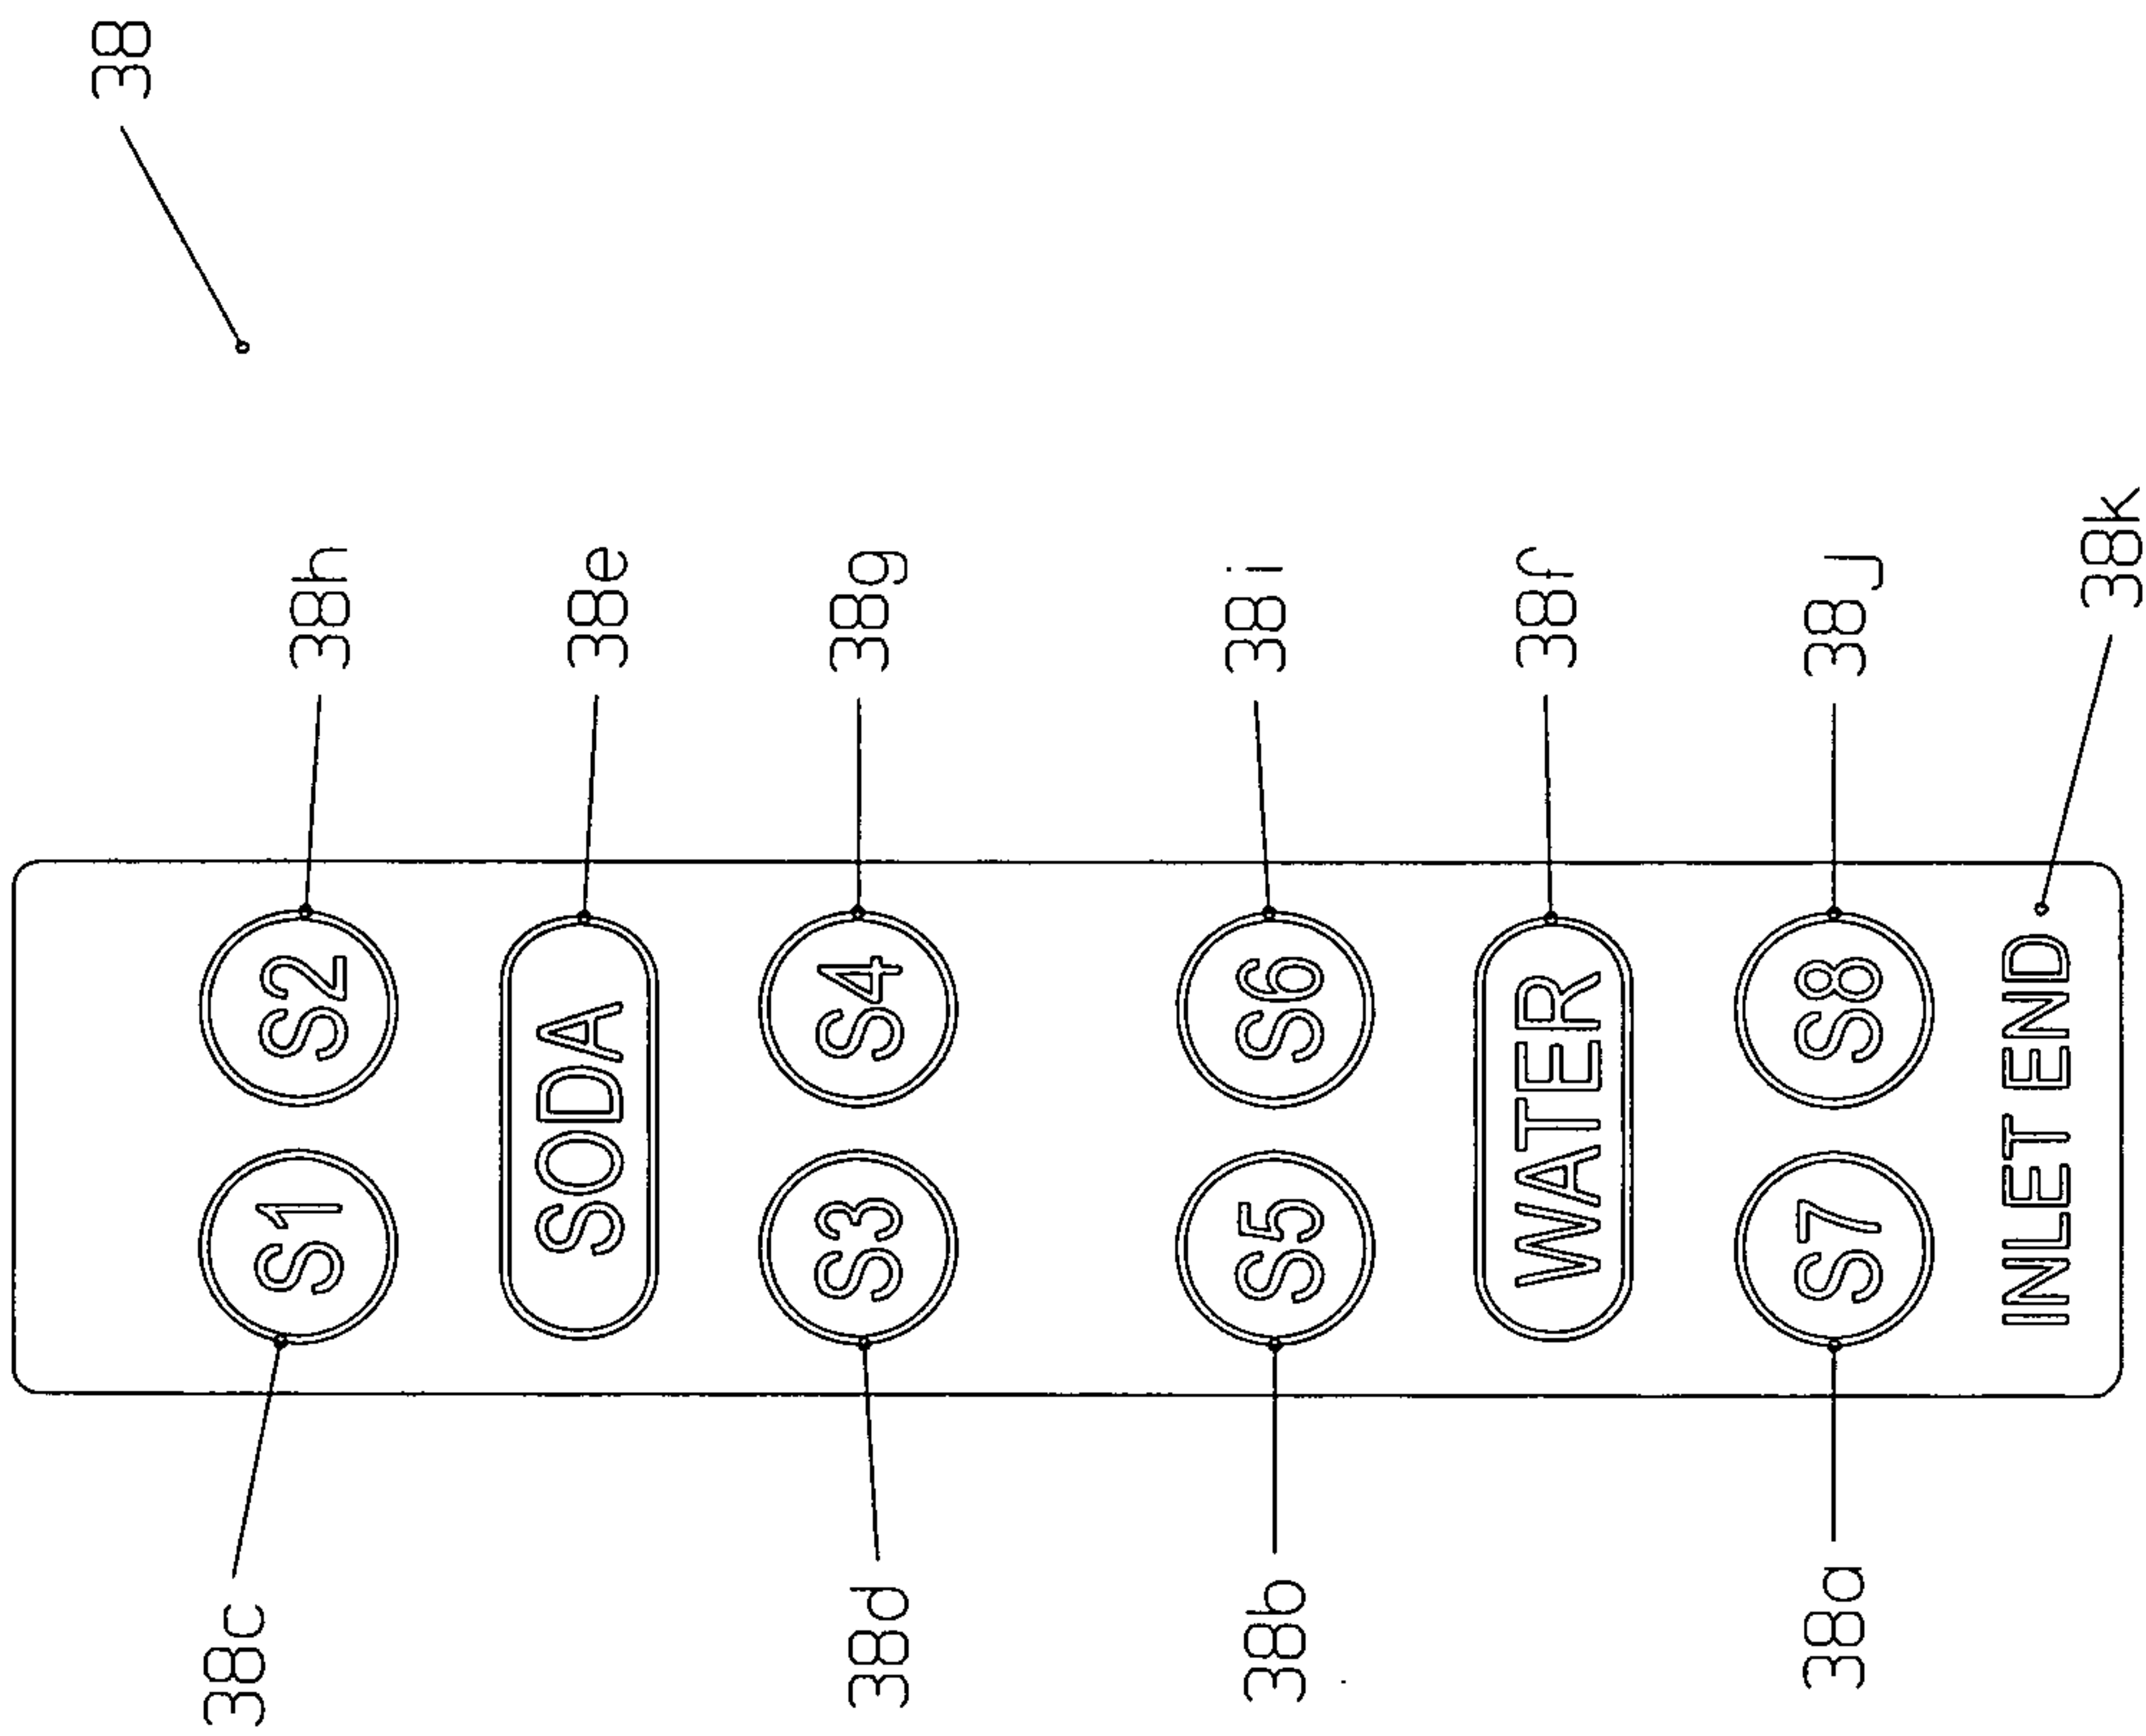 38
38c S1 S2 38h
SODA 38e
38d S3 S4 38g
38b S5 S6 38i
WATER 38f
38a S7 S8 38j
INLET END
38k